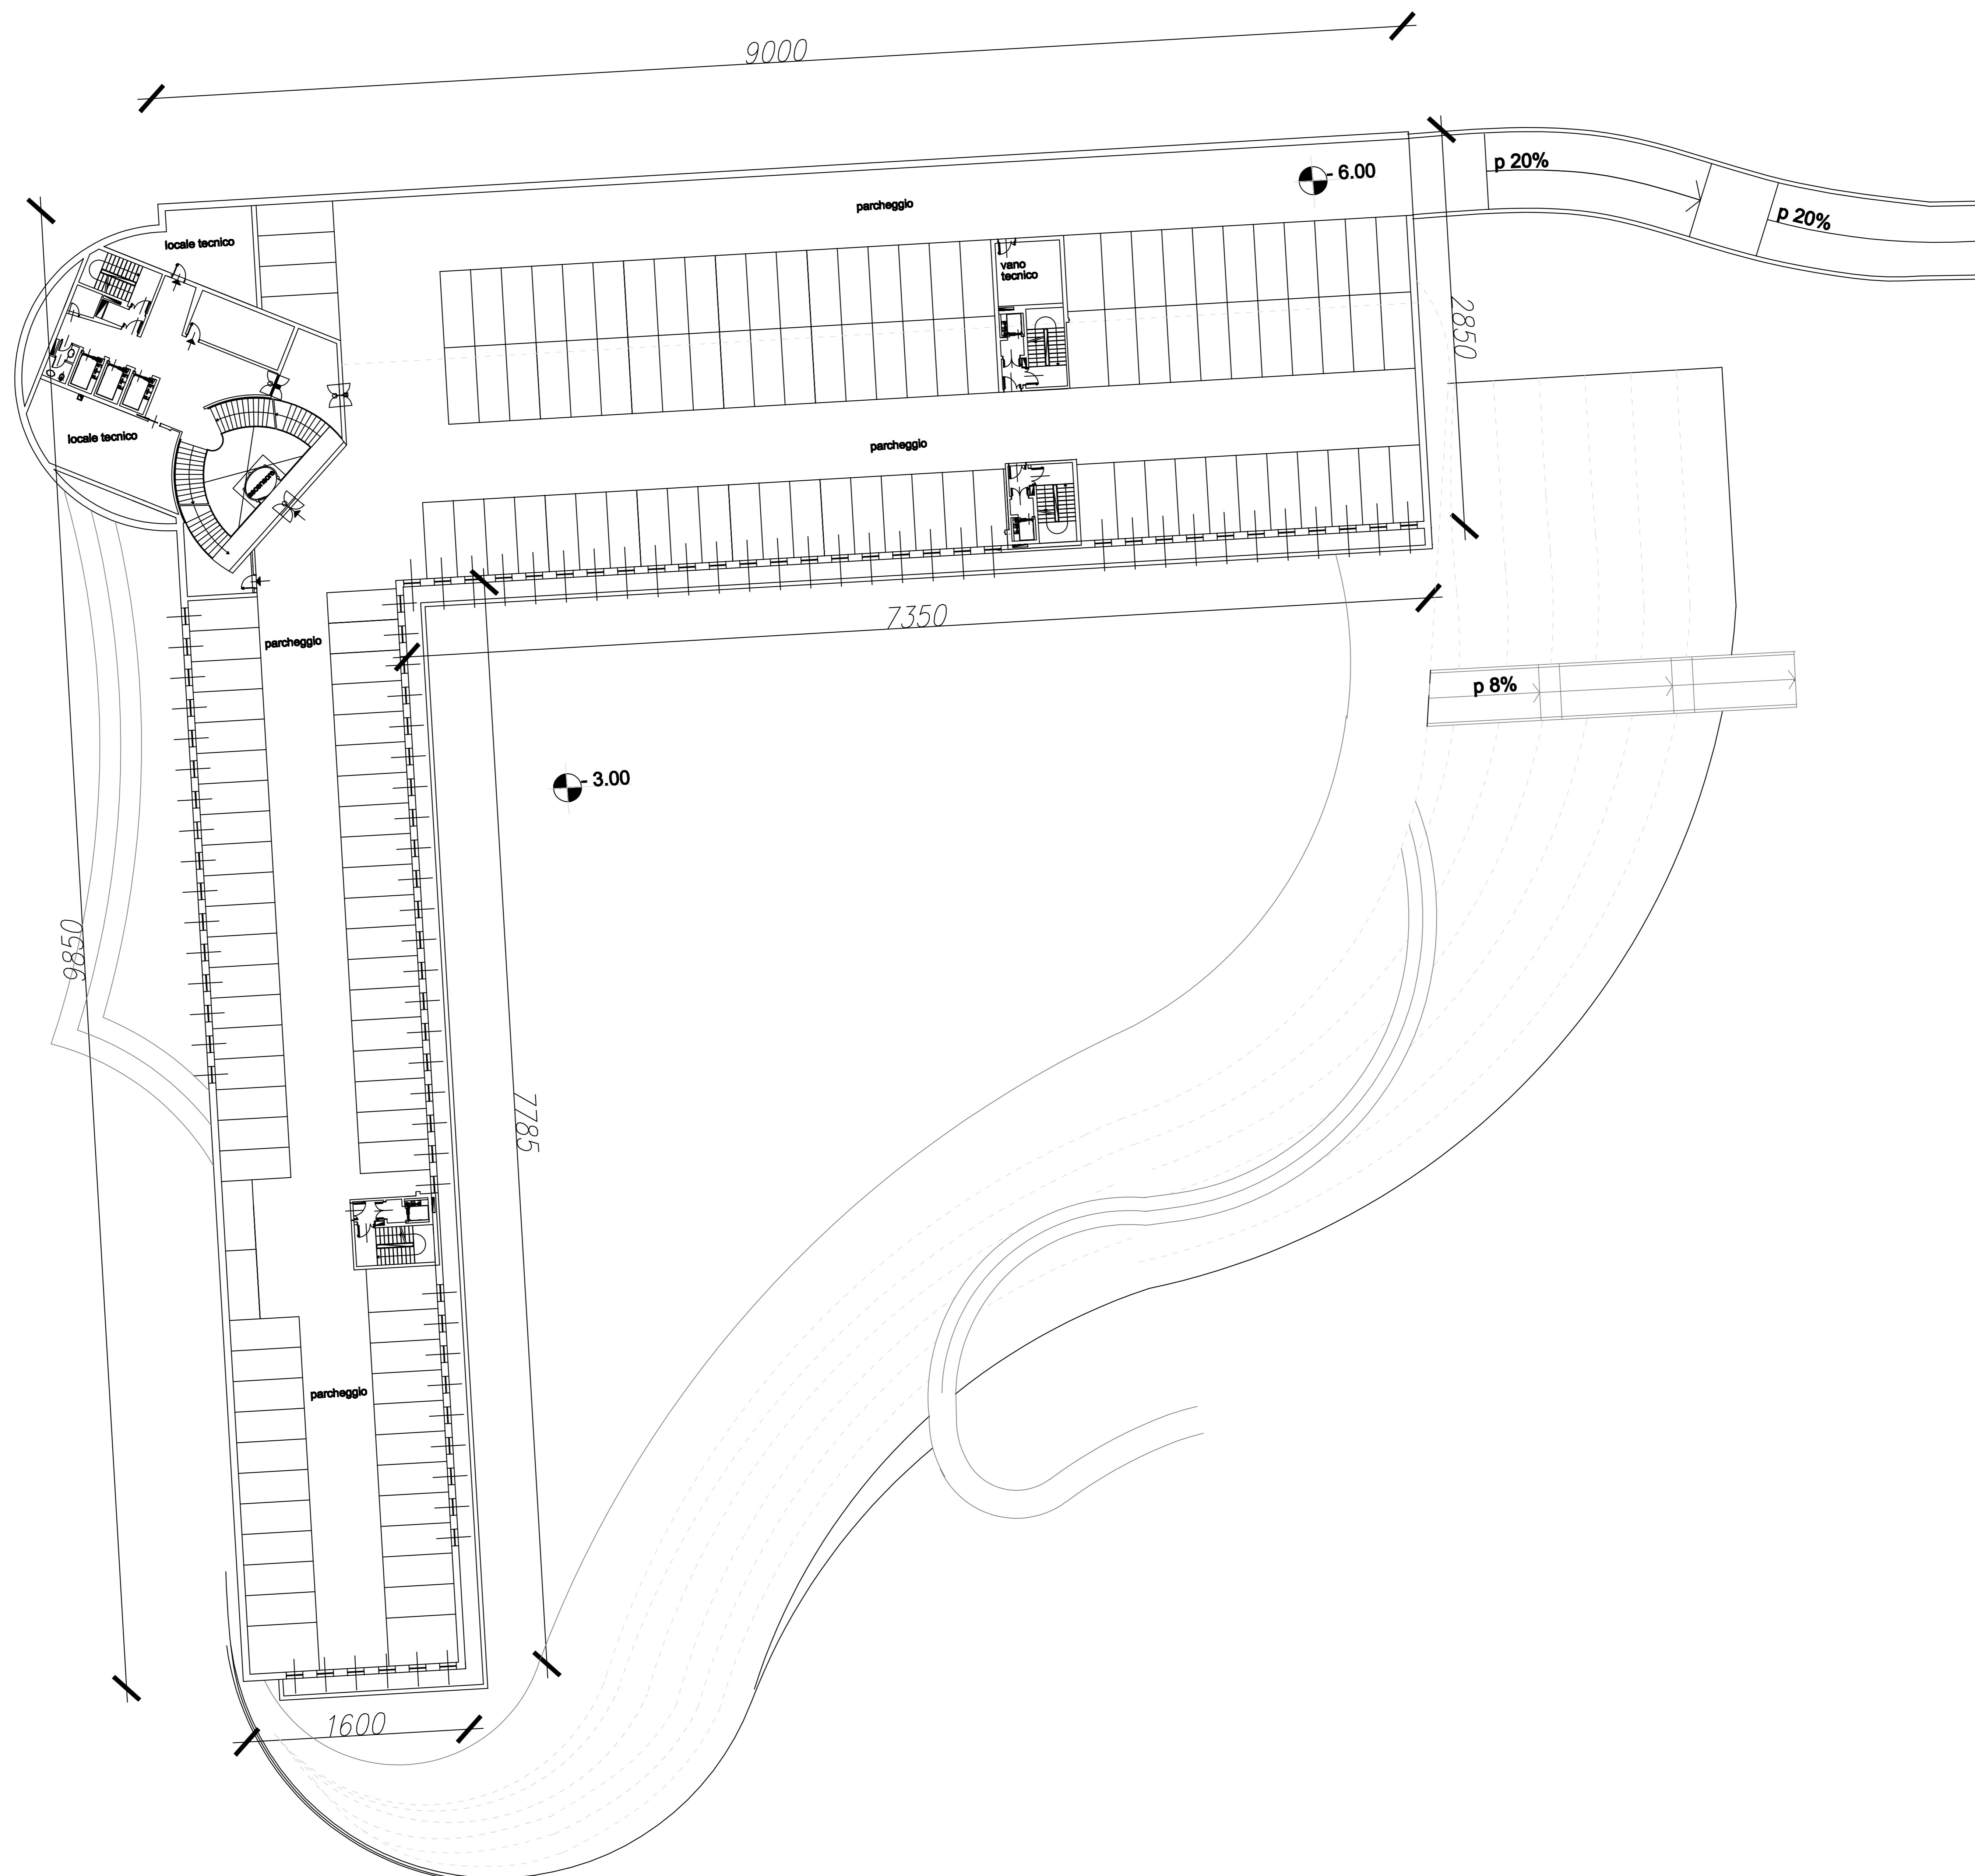 9000
p 20%
- 6.00
parcheggio
p 20%
locale tecnico
vano
tecnico
2850
locale tecnico
parcheggio
ascensore
7350
parcheggio
p 8%
- 3.00
9850
7785
parcheggio
1600